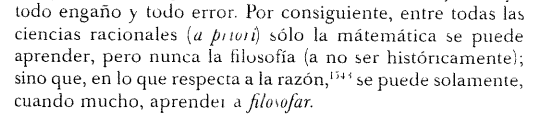 todo engaño y todo error. Por consiguiente, entre todas las
ciencias racionales (a priori) sólo la mátemática se puede
aprender, pero nunca la filosofía (a no ser históricamente);
sino que, en lo que respecta a la razón,¹⁵⁴⁴ se puede solamente,
cuando mucho, aprender a filosofar.